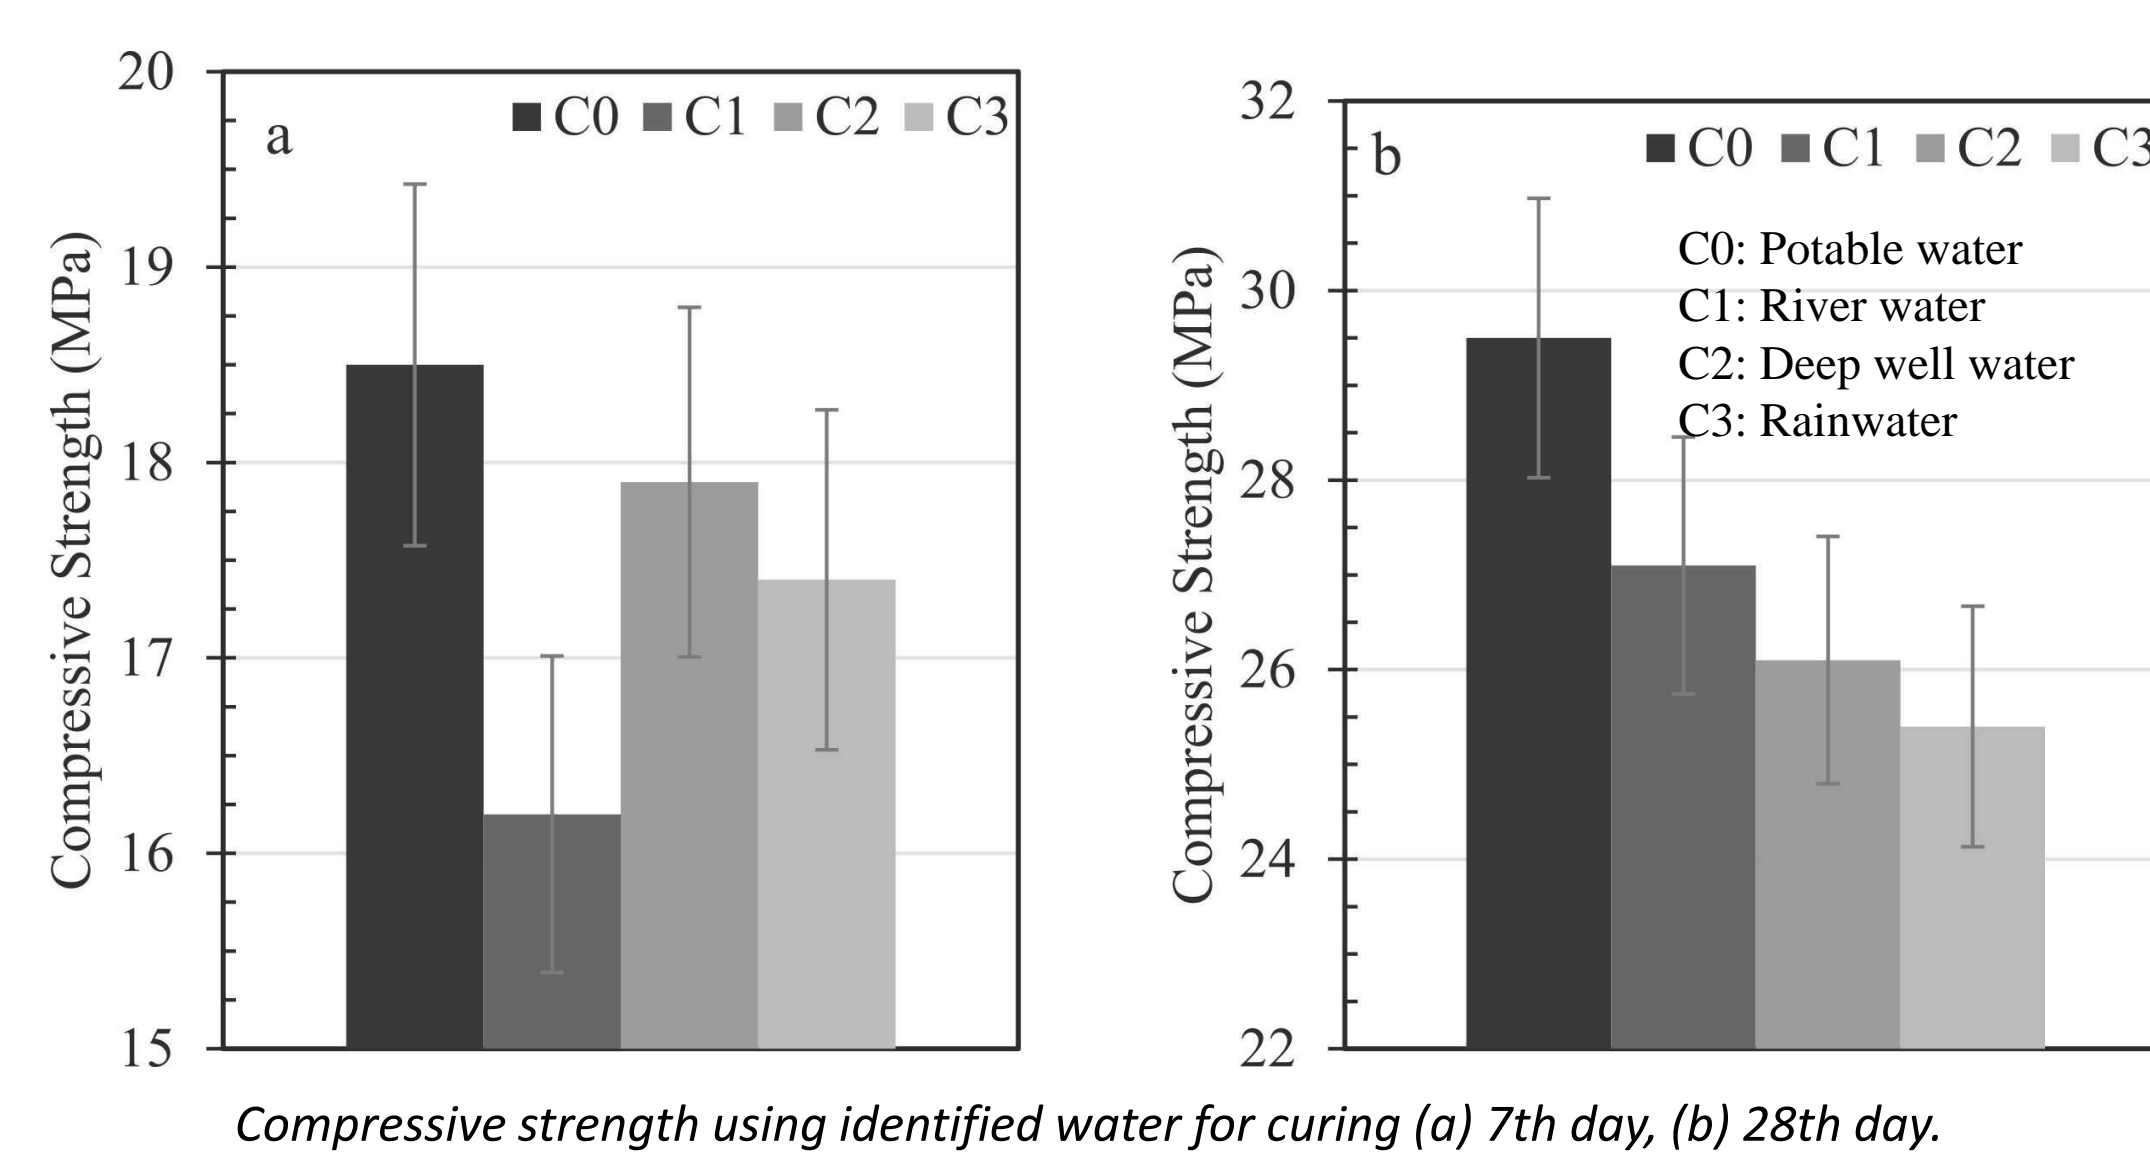 20
19
18
17
16
15
Compressive Strength (MPa)
a
C0 C1 C2 C3
32
30
28
26
24
22
Compressive Strength (MPa)
b
C0 C1 C2 C3
C0: Potable water
C1: River water
C2: Deep well water
C3: Rainwater
Compressive strength using identified water for curing (a) 7th day, (b) 28th day.